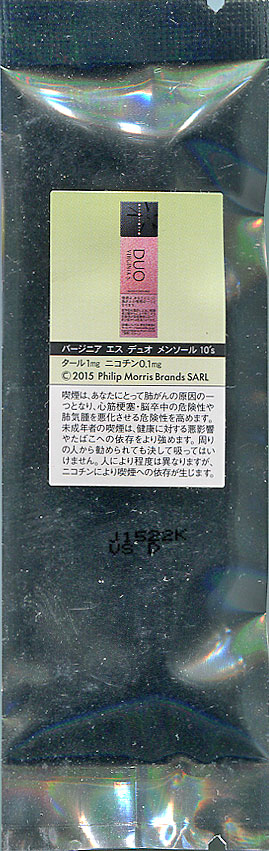 DUO
VIRGINIA S.
バージニア エス デュオ メンソール 10's
タール1mg ニコチン0.1mg
©2015 Philip Morris Brands SARL
喫煙は、あなたにとって肺がんの原因の一
つとなり、心筋梗塞・脳卒中の危険性や
肺気腫を悪化させる危険性を高めます。
未成年者の喫煙は、健康に対する悪影響
やたばこへの依存をより強めます。周り
の人から勧められても決して吸ってはい
けません。人により程度は異なりますが、
ニコチンにより喫煙への依存が生じます。
J1522K
VS D